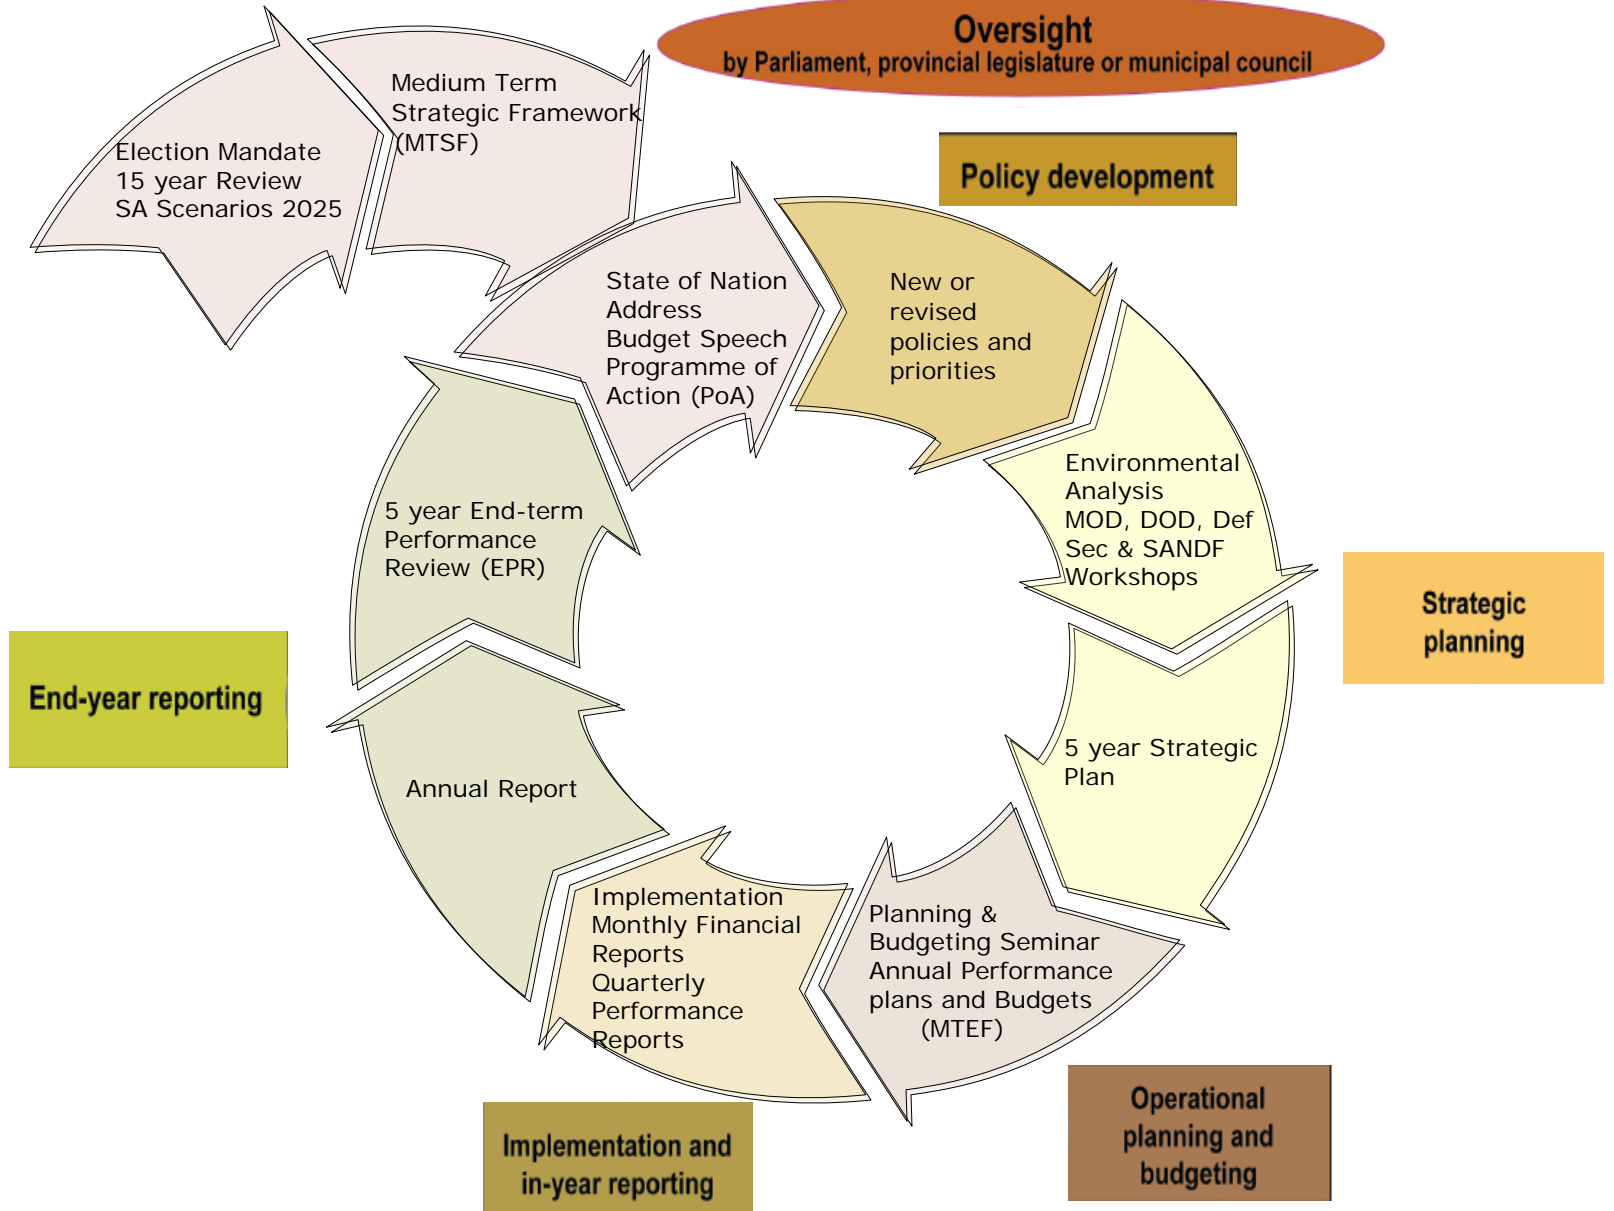 Oversight
by Parliament, provincial legislature or municipal council
Medium Term
Strategic Framework
(MTSF)
Election Mandate
15 year Review
SA Scenarios 2025
Policy development
State of Nation
Address
Budget Speech
Programme of
Action (PoA)
New or
revised
policies and
priorities
Environmental
Analysis
MOD, DOD, Def
Sec & SANDF
Workshops
Strategic
planning
5 year Strategic
Plan
Planning &
Budgeting Seminar
Annual Performance
plans and Budgets
(MTEF)
Operational
planning and
budgeting
Implementation
Monthly Financial
Reports
Quarterly
Performance
Reports
Implementation and
in-year reporting
Annual Report
End-year reporting
5 year End-term
Performance
Review (EPR)